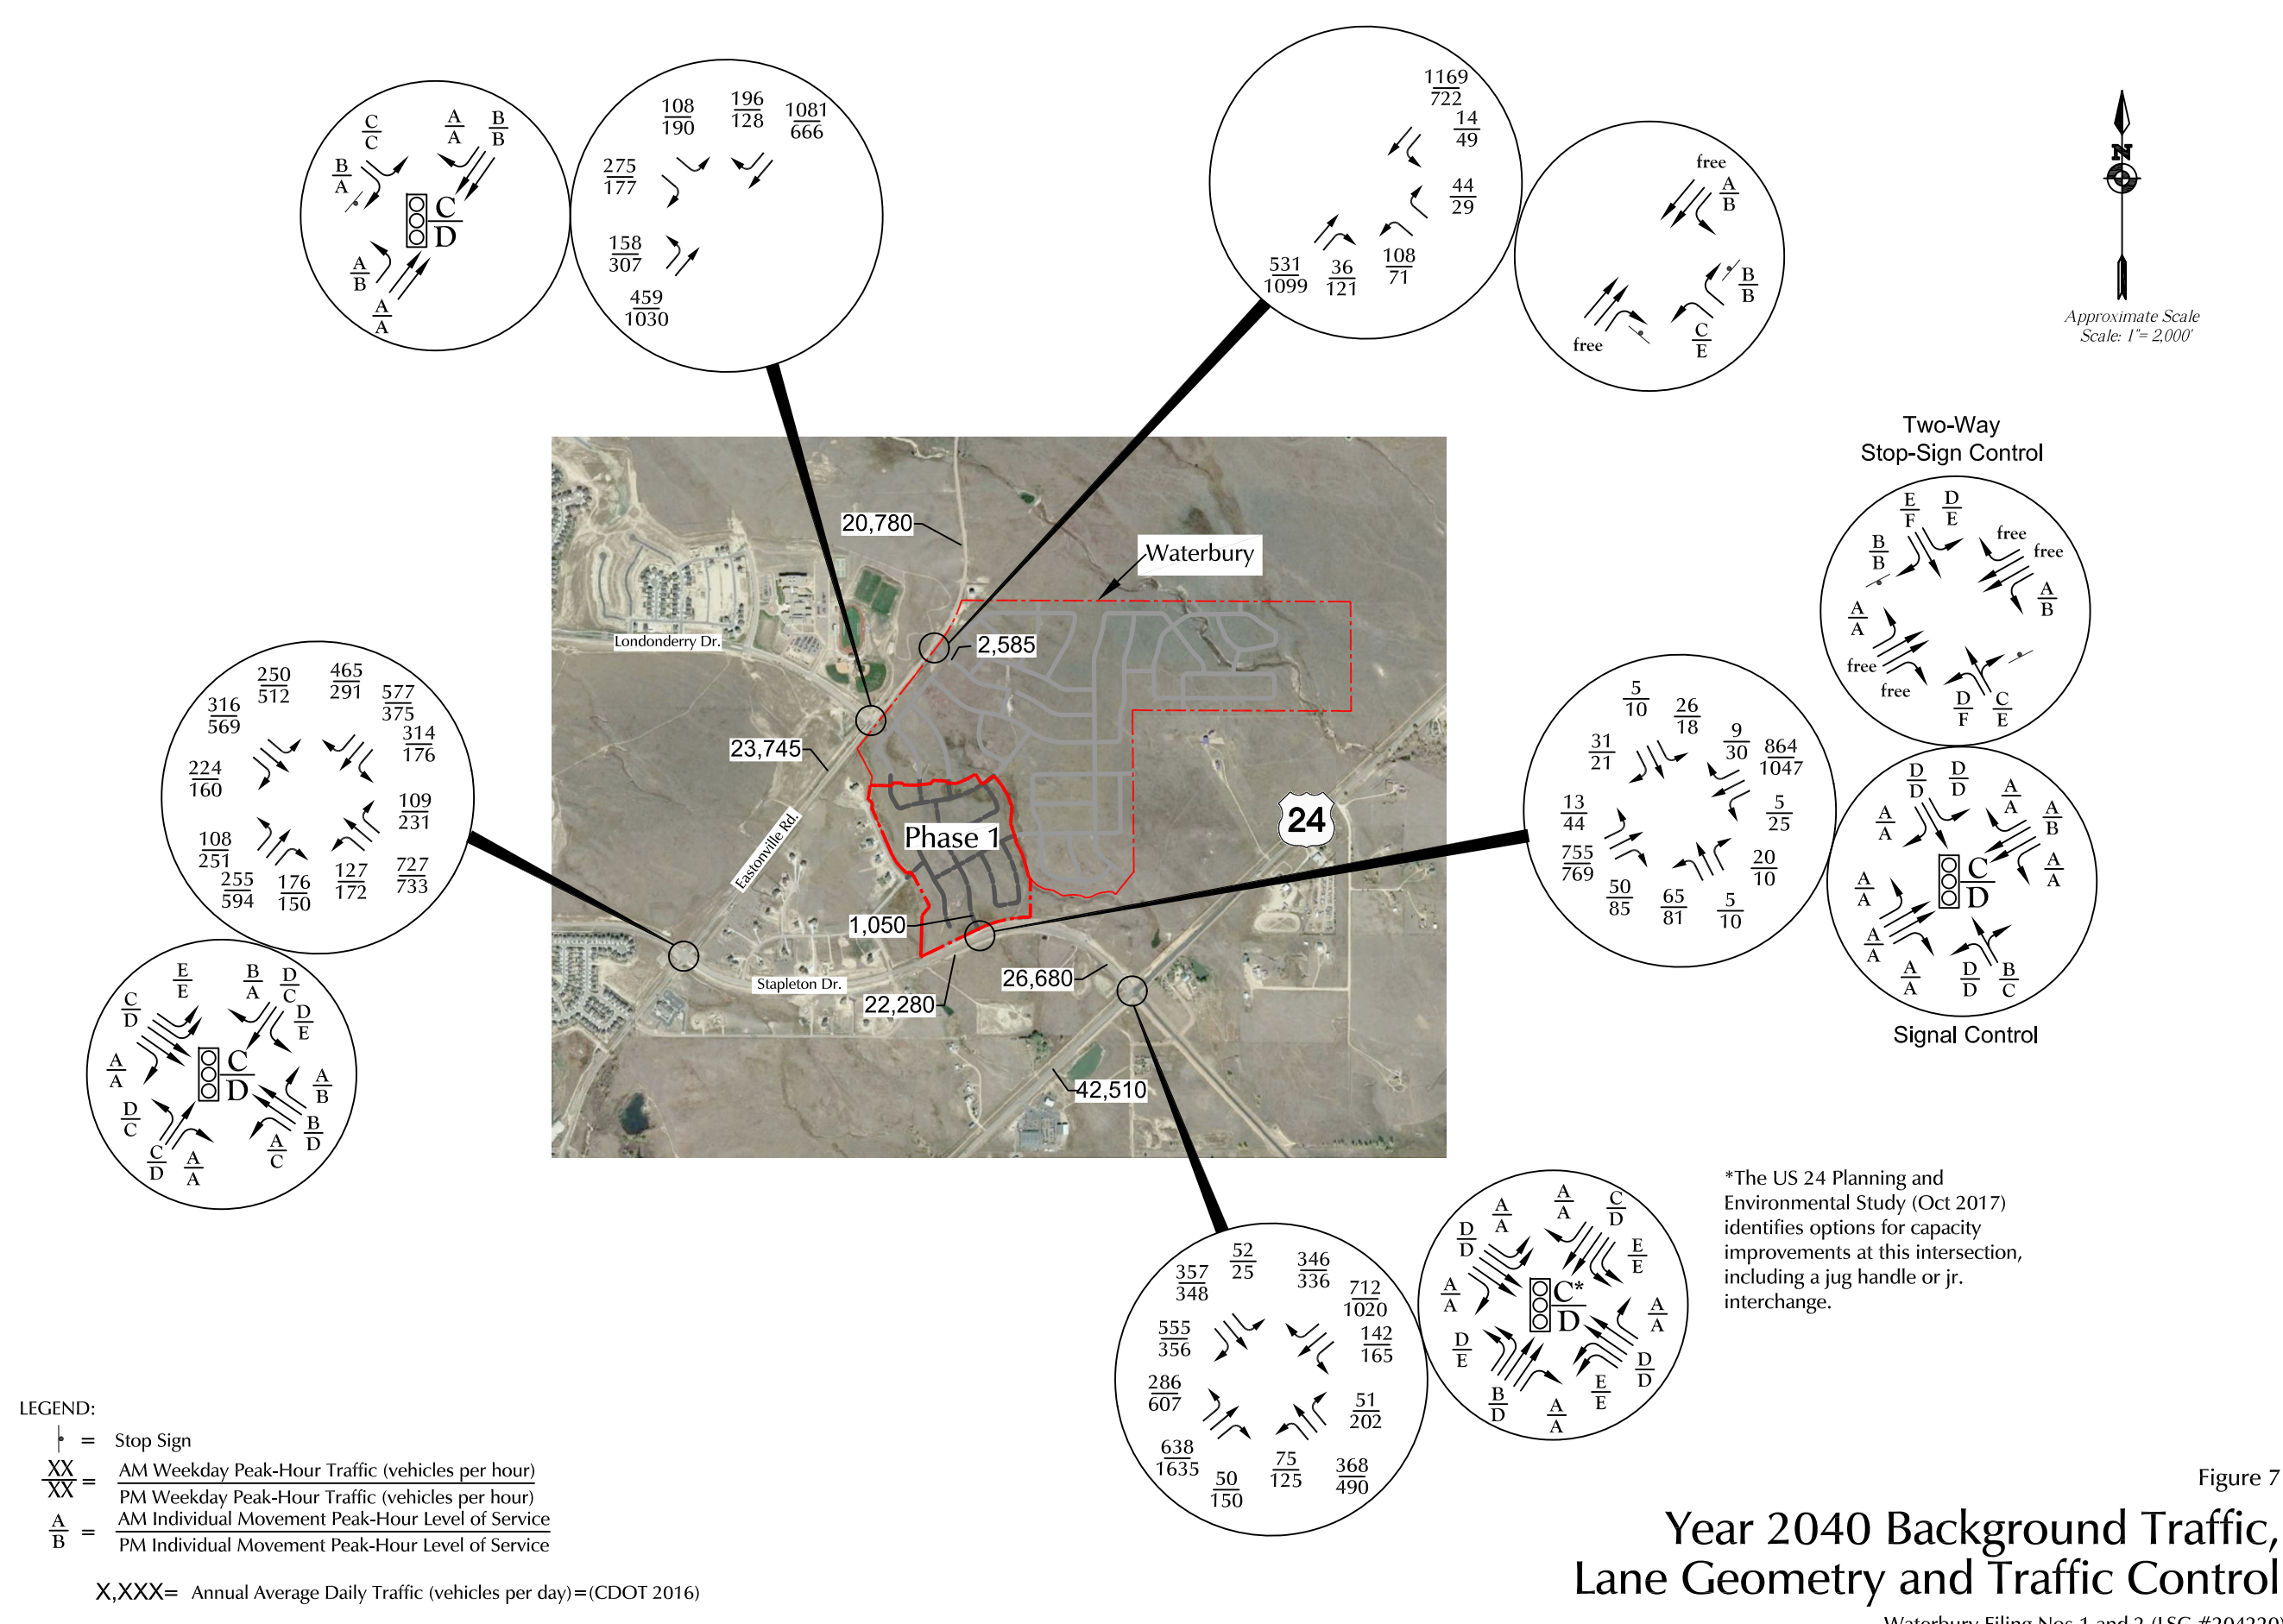 C
C
A
A
B
B
B
A
C
D
A
B
A
A
108
190
196
128
1081
666
275
177
158
307
459
1030
1169
722
14
49
44
29
531
1099
36
121
108
71
free
A
B
B
B
C
E
free
N
Approximate Scale
Scale: 1"= 2,000'
Two-Way
Stop-Sign Control
E
F
D
E
free
free
B
B
A
B
A
A
free
free
D
F
C
E
20,780
Waterbury
Londonderry Dr.
2,585
23,745
Eastonville Rd.
Phase 1
24
1,050
Stapleton Dr.
22,280
26,680
42,510
250
512
465
291
316
569
577
375
314
176
224
160
109
231
108
251
255
594
176
150
127
172
727
733
E
E
B
A
D
C
C
D
D
E
A
A
C
D
A
B
D
C
B
D
C
D
A
A
A
C
5
10
26
18
31
21
9
30
864
1047
13
44
5
25
755
769
20
10
50
85
65
81
5
10
D
D
D
D
A
A
A
A
A
B
C
D
A
A
A
A
A
A
A
A
D
D
B
C
Signal Control
52
25
346
336
357
348
712
1020
555
356
142
165
286
607
51
202
638
1635
50
150
75
125
368
490
A
A
A
A
C
D
D
D
E
E
A
A
C*
D
A
A
D
E
D
D
B
D
A
A
E
E
*The US 24 Planning and
Environmental Study (Oct 2017)
identifies options for capacity
improvements at this intersection,
including a jug handle or jr.
interchange.
LEGEND:
= Stop Sign
XX
XX = AM Weekday Peak-Hour Traffic (vehicles per hour)
PM Weekday Peak-Hour Traffic (vehicles per hour)
A
B = AM Individual Movement Peak-Hour Level of Service
PM Individual Movement Peak-Hour Level of Service
X,XXX= Annual Average Daily Traffic (vehicles per day)=(CDOT 2016)
Figure 7
Year 2040 Background Traffic,
Lane Geometry and Traffic Control
Waterbury Filing Nos 1 and 2 (LSC #204220)